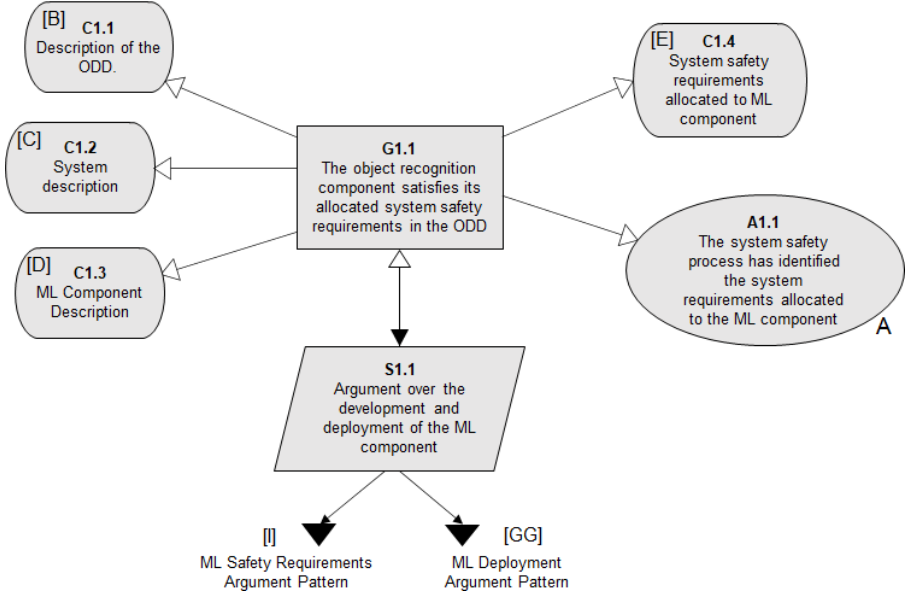 [B]
C1.1
Description of the
ODD.
[C]
C1.2
System
description
[D]
C1.3
ML Component
Description
G1.1
The object recognition
component satisfies its
allocated system safety
requirements in the ODD
[E]
C1.4
System safety
requirements
allocated to ML
component
A1.1
The system safety
process has identified
the system
requirements allocated
to the ML component
A
S1.1
Argument over the
development and
deployment of the ML
component
[I]
ML Safety Requirements
Argument Pattern
[GG]
ML Deployment
Argument Pattern